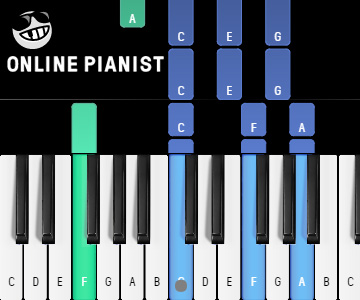 A
C E G
ONLINE PIANIST
C E G
C F A
C D E F G A B C D E F G A B C